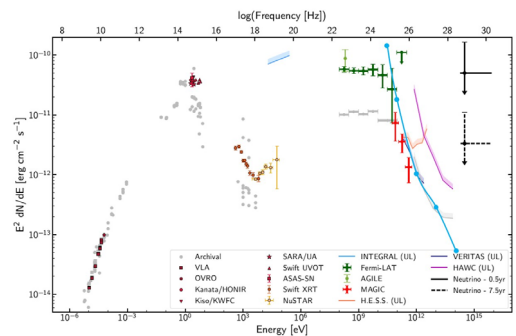 log(Frequency [Hz])
8 10 12 14 16 18 20 22 24 26 28 30
E² dN/dE [erg cm⁻² s⁻¹]
10⁻¹⁰
10⁻¹¹
10⁻¹²
10⁻¹³
10⁻¹⁴
Archival
VLA
OVRO
Kanata/HONIR
Kiso/KWFC
SARA/UA
Swift UVOT
ASAS-SN
Swift XRT
NuSTAR
INTEGRAL (UL)
Fermi-LAT
AGILE
MAGIC
H.E.S.S. (UL)
VERITAS (UL)
HAWC (UL)
Neutrino - 0.5yr
Neutrino - 7.5yr
10⁻⁶ 10⁻³ 10⁰ 10³ 10⁶ 10⁹ 10¹² 10¹⁵
Energy [eV]